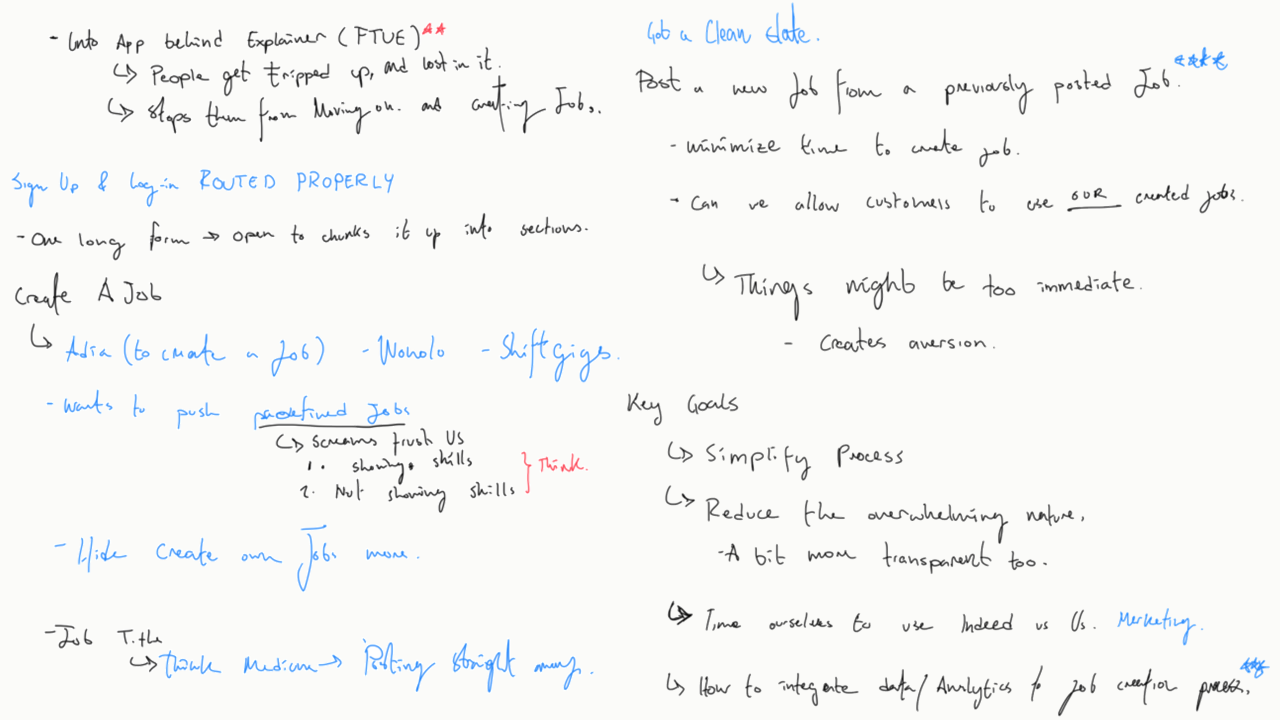 - Into App behind Explainer (FTUE) **
↳ People get tripped up, and lost in it.
↳ Stops them from Moving on. and creating Jobs.
Sign Up & Log-in ROUTED PROPERLY
- One long form → open to chunks it up into sections.
Create A Job
↳ Adia (to create a Job) - Wonolo - Shiftgigs.
- Wants to push predefined Jobs
↳ Screams trust Us
1. showing skills
2. Not showing skills } Think.
- Hide Create own Jobs more.
- Job Title
↳ Think Medium → Posting straight away.
Got a Clean slate.
Post a new Job from a previously posted Job. ****
- minimize time to create job.
- Can we allow customers to use OUR created jobs.
↳ Things might be too immediate.
- Creates aversion.
Key Goals
↳ Simplify Process
↳ Reduce the overwhelming nature.
- A bit more transparent too.
↳ Time ourselves to use Indeed vs Us. Marketing.
↳ How to integrate data/Analytics to job creation process. ***